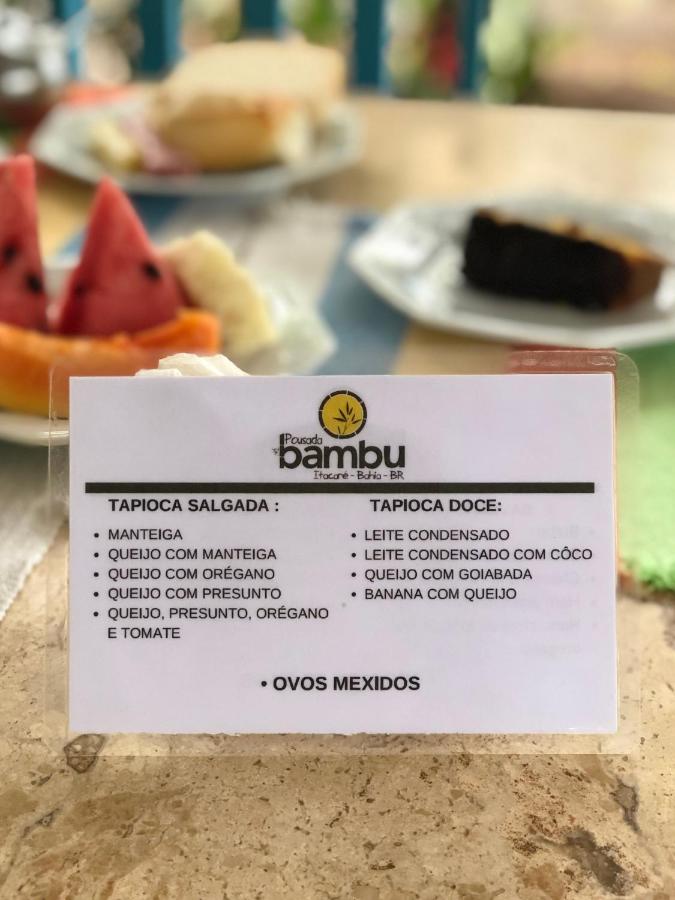 Pousada
bambu
Itacaré - Bahia - BR
TAPIOCA SALGADA :
• MANTEIGA
• QUEIJO COM MANTEIGA
• QUEIJO COM ORÉGANO
• QUEIJO COM PRESUNTO
• QUEIJO, PRESUNTO, ORÉGANO
E TOMATE
TAPIOCA DOCE:
• LEITE CONDENSADO
• LEITE CONDENSADO COM CÔCO
• QUEIJO COM GOIABADA
• BANANA COM QUEIJO
• OVOS MEXIDOS